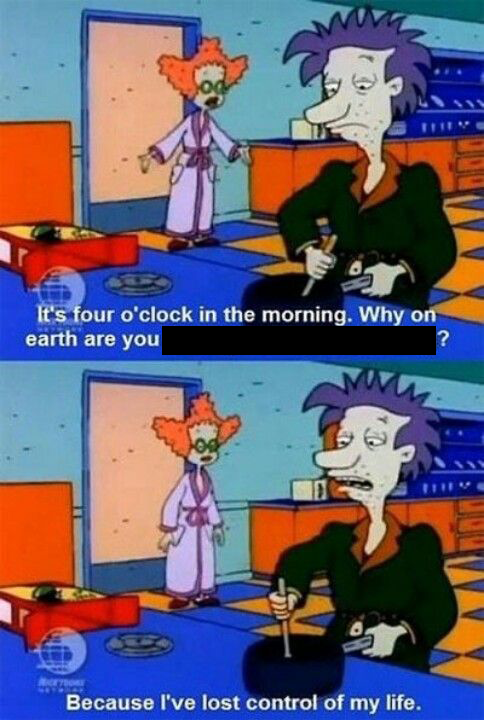 It's four o'clock in the morning. Why on
earth are you ?
Because I've lost control of my life.